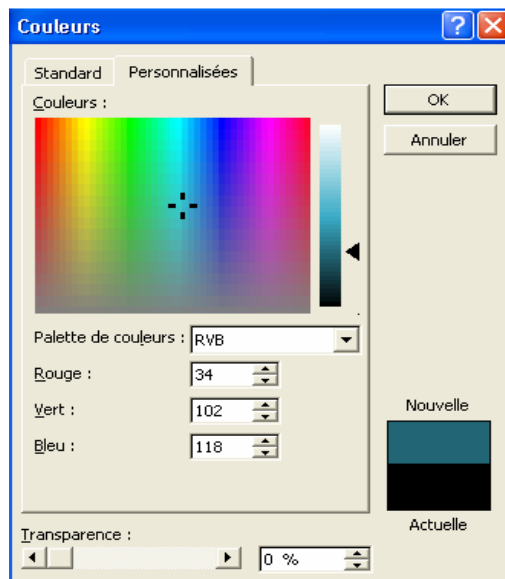 Couleurs
Standard Personnalisées
Couleurs :
OK
Annuler
Palette de couleurs : RVB
Rouge : 34
Vert : 102
Bleu : 118
Nouvelle
Actuelle
Transparence :
0 %